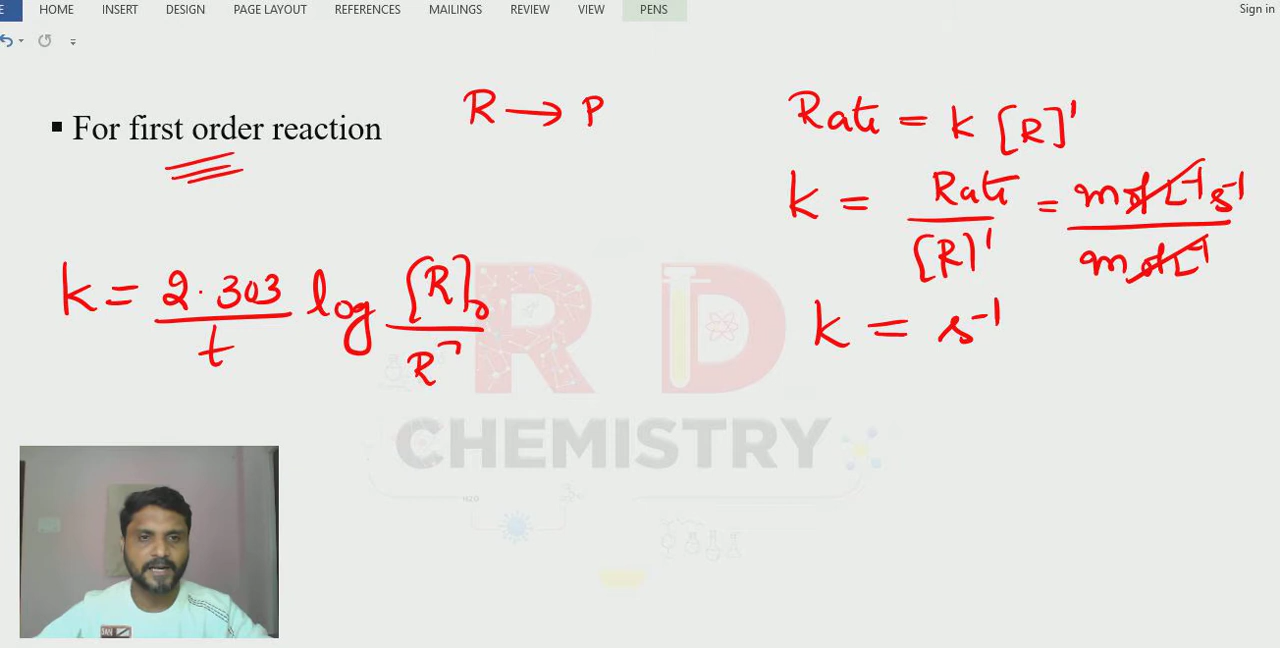 E HOME INSERT DESIGN PAGE LAYOUT REFERENCES MAILINGS REVIEW VIEW PENS Sign in
▪ For first order reaction
R → P
Rate = k [R]¹
k = Rate / [R]¹ = mol L⁻¹ s⁻¹ / mol L⁻¹
k = s⁻¹
k = 2.303 / t log [R]₀ / R]
R D
CHEMISTRY
H2O